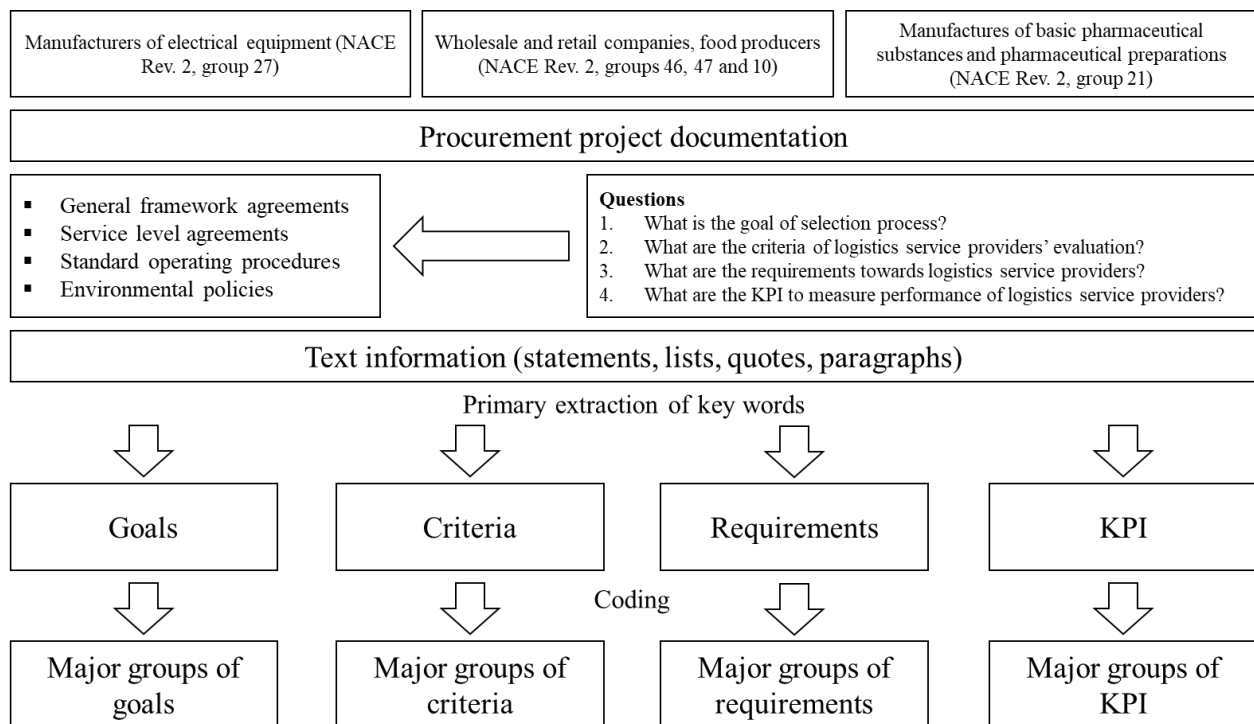 Manufacturers of electrical equipment (NACE
Rev. 2, group 27)
Wholesale and retail companies, food producers
(NACE Rev. 2, groups 46, 47 and 10)
Manufactures of basic pharmaceutical
substances and pharmaceutical preparations
(NACE Rev. 2, group 21)
Procurement project documentation
▪ General framework agreements
▪ Service level agreements
▪ Standard operating procedures
▪ Environmental policies
Questions
1. What is the goal of selection process?
2. What are the criteria of logistics service providers’ evaluation?
3. What are the requirements towards logistics service providers?
4. What are the KPI to measure performance of logistics service providers?
Text information (statements, lists, quotes, paragraphs)
Primary extraction of key words
Goals
Criteria
Requirements
KPI
Coding
Major groups of
goals
Major groups of
criteria
Major groups of
requirements
Major groups of
KPI